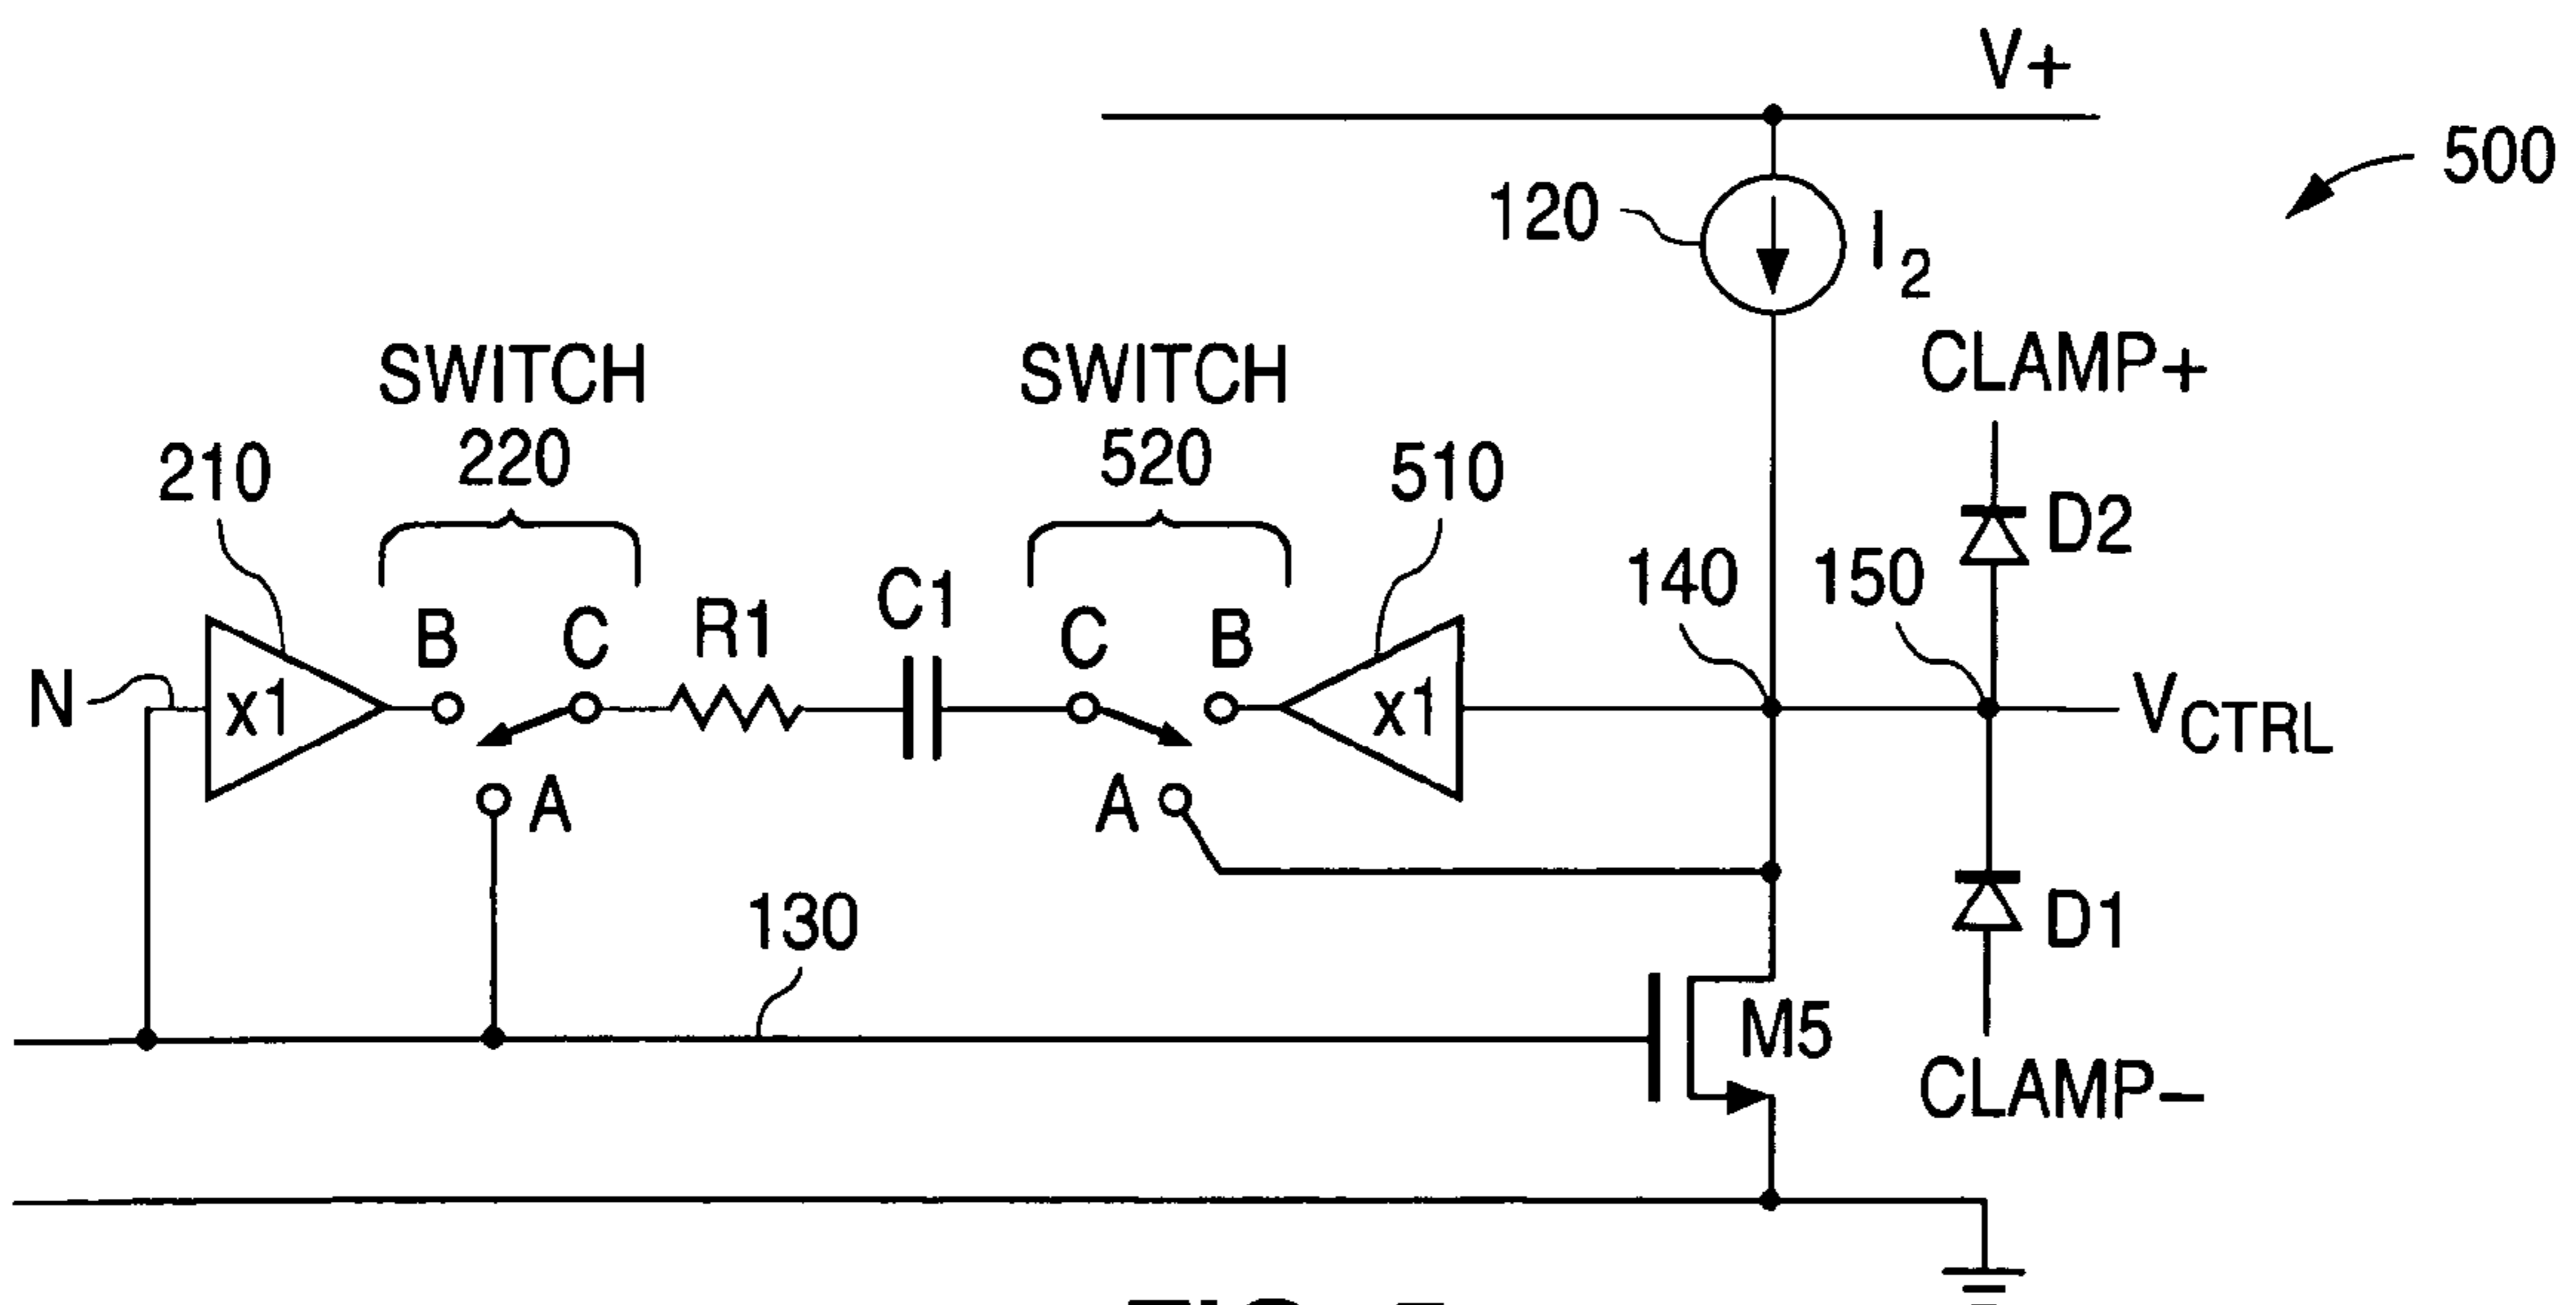 V+
500
120
I2
SWITCH
220
SWITCH
520
CLAMP+
210
510
D2
140
150
B
C
R1
C1
C
B
N
x1
x1
VCTRL
A
A
130
D1
M5
CLAMP–